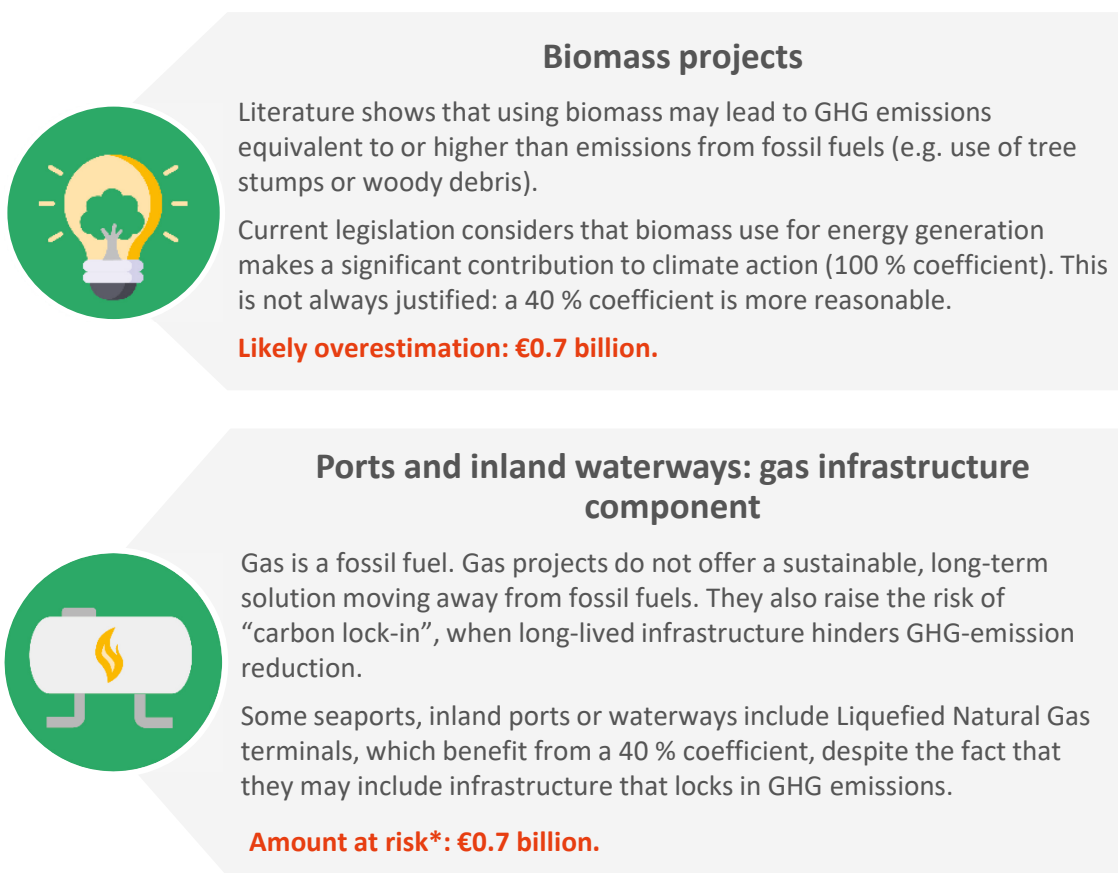 Biomass projects
Literature shows that using biomass may lead to GHG emissions
equivalent to or higher than emissions from fossil fuels (e.g. use of tree
stumps or woody debris).
Current legislation considers that biomass use for energy generation
makes a significant contribution to climate action (100 % coefficient). This
is not always justified: a 40 % coefficient is more reasonable.
Likely overestimation: €0.7 billion.
Ports and inland waterways: gas infrastructure
component
Gas is a fossil fuel. Gas projects do not offer a sustainable, long-term
solution moving away from fossil fuels. They also raise the risk of
“carbon lock-in”, when long-lived infrastructure hinders GHG-emission
reduction.
Some seaports, inland ports or waterways include Liquefied Natural Gas
terminals, which benefit from a 40 % coefficient, despite the fact that
they may include infrastructure that locks in GHG emissions.
Amount at risk*: €0.7 billion.